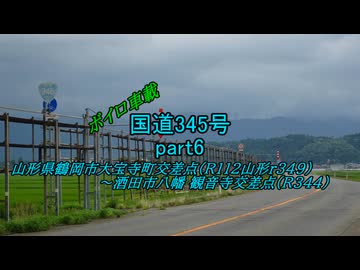 ボイロ車載
国道345号
part6
山形県鶴岡市大宝寺町交差点(R112山形r349)
～酒田市八幡 観音寺交差点(R344)